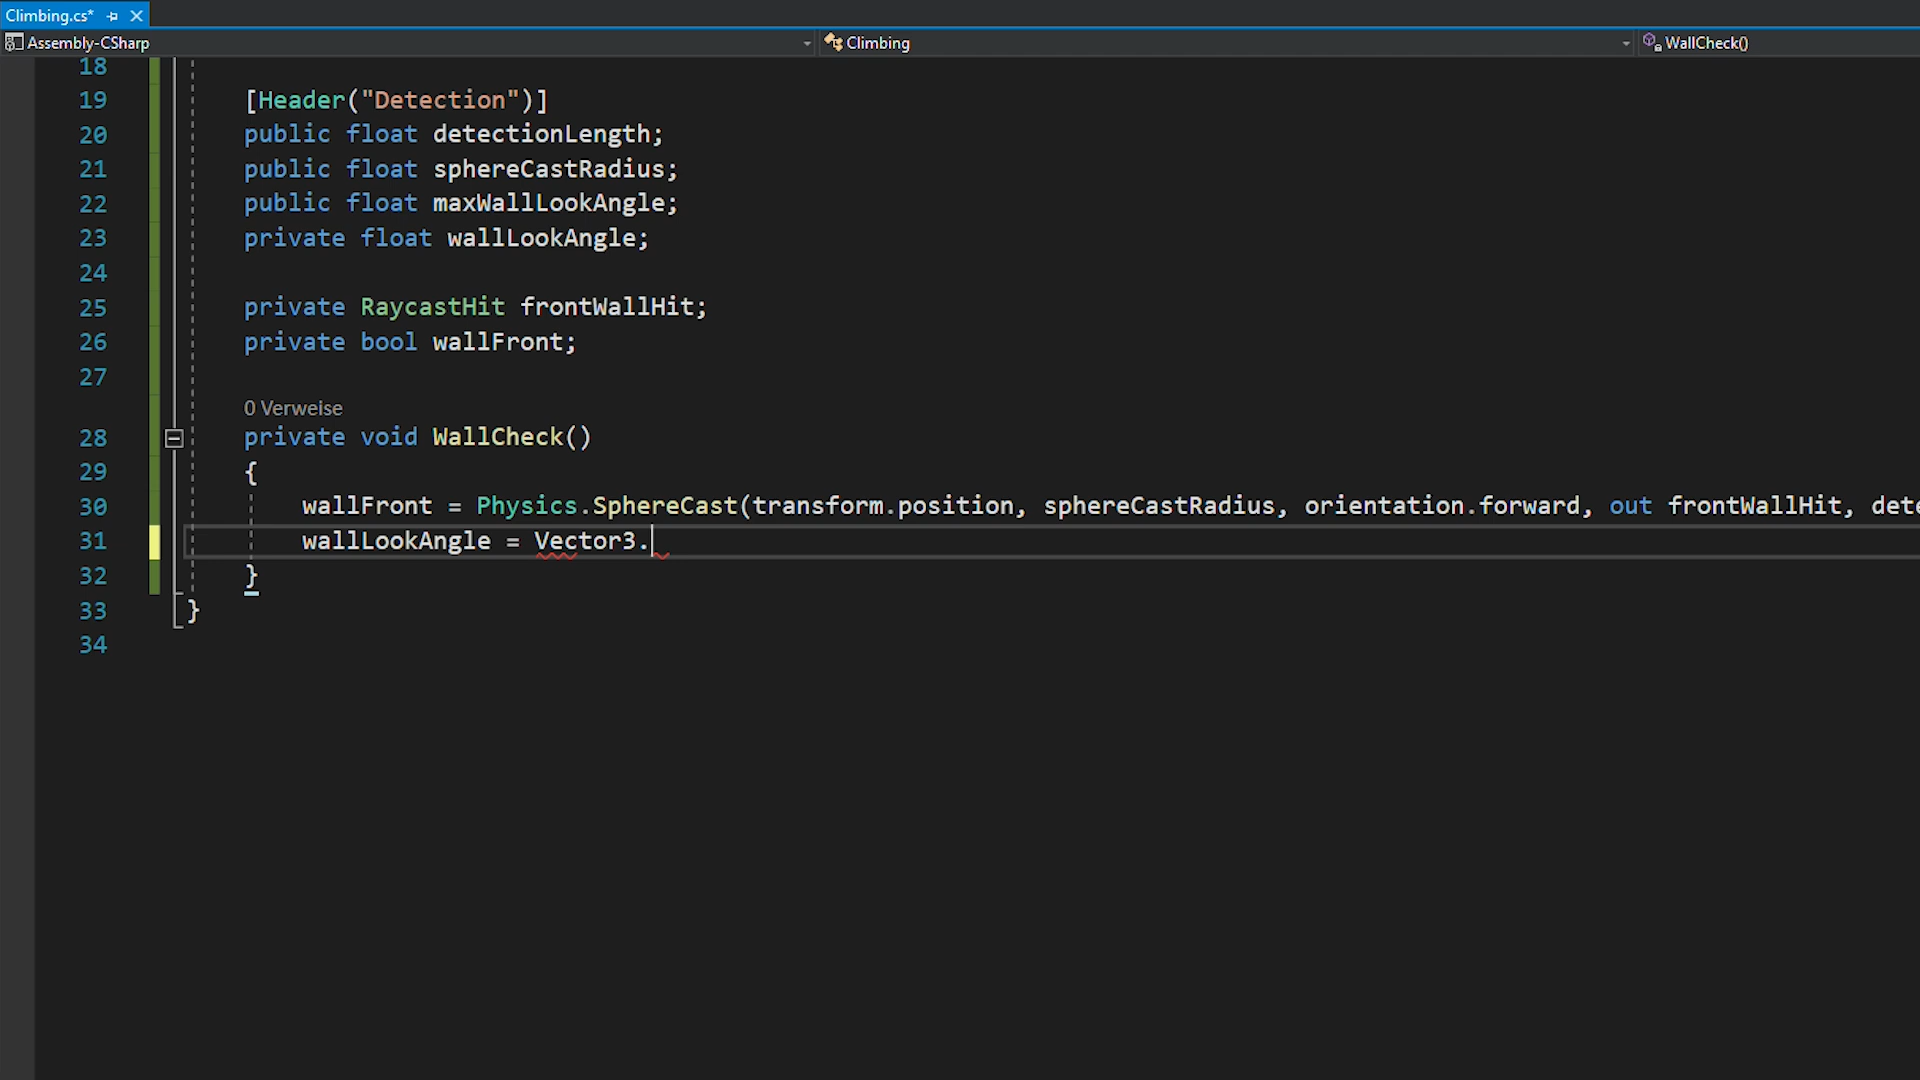 Climbing.cs*
Assembly-CSharp Climbing WallCheck()
18
19 [Header("Detection")]
20 public float detectionLength;
21 public float sphereCastRadius;
22 public float maxWallLookAngle;
23 private float wallLookAngle;
24
25 private RaycastHit frontWallHit;
26 private bool wallFront;
27
0 Verweise
28 private void WallCheck()
29 {
30 wallFront = Physics.SphereCast(transform.position, sphereCastRadius, orientation.forward, out frontWallHit, dete
31 wallLookAngle = Vector3.
32 }
33 }
34